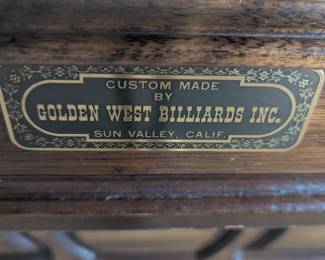 CUSTOM MADE
BY
GOLDEN WEST BILLIARDS INC.
SUN VALLEY, CALIF.